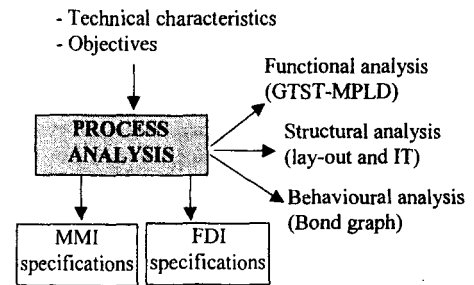 - Technical characteristics
- Objectives
PROCESS
ANALYSIS
Functional analysis
(GTST-MPLD)
Structural analysis
(lay-out and IT)
Behavioural analysis
(Bond graph)
MMI
specifications
FDI
specifications